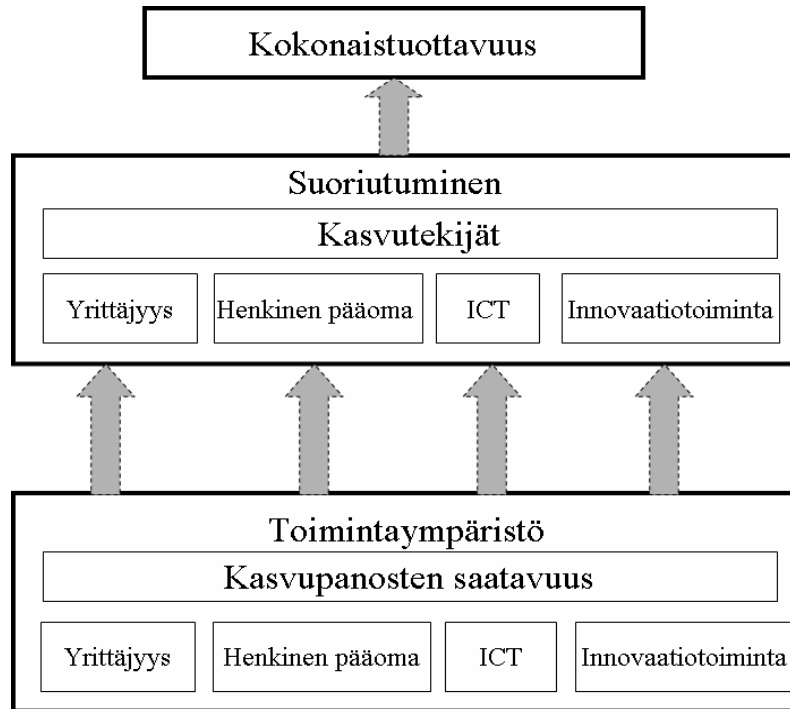 Kokonaistuottavuus
Suoriutuminen
Kasvutekijät
Yrittäjyys Henkinen pääoma ICT Innovaatiotoiminta
Toimintaympäristö
Kasvupanosten saatavuus
Yrittäjyys Henkinen pääoma ICT Innovaatiotoiminta